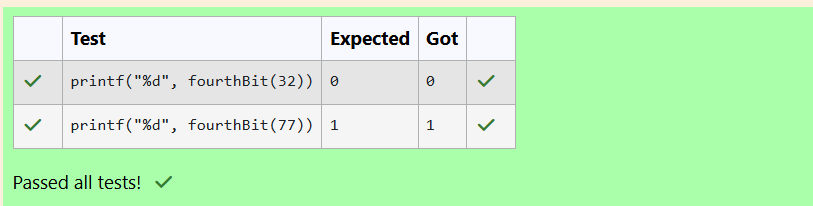 Test Expected Got
printf("%d", fourthBit(32)) 0 0
printf("%d", fourthBit(77)) 1 1
Passed all tests!